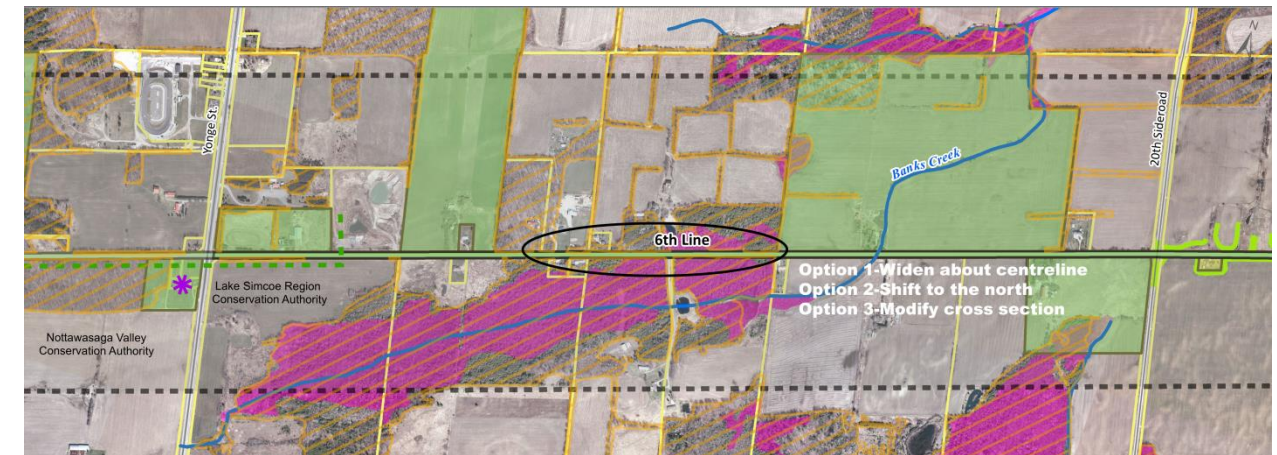 N
Yonge St.
20th Sideroad
Banks Creek
6th Line
Option 1-Widen about centreline
Option 2-Shift to the north
Option 3-Modify cross section
Lake Simcoe Region
Conservation Authority
Nottawasaga Valley
Conservation Authority